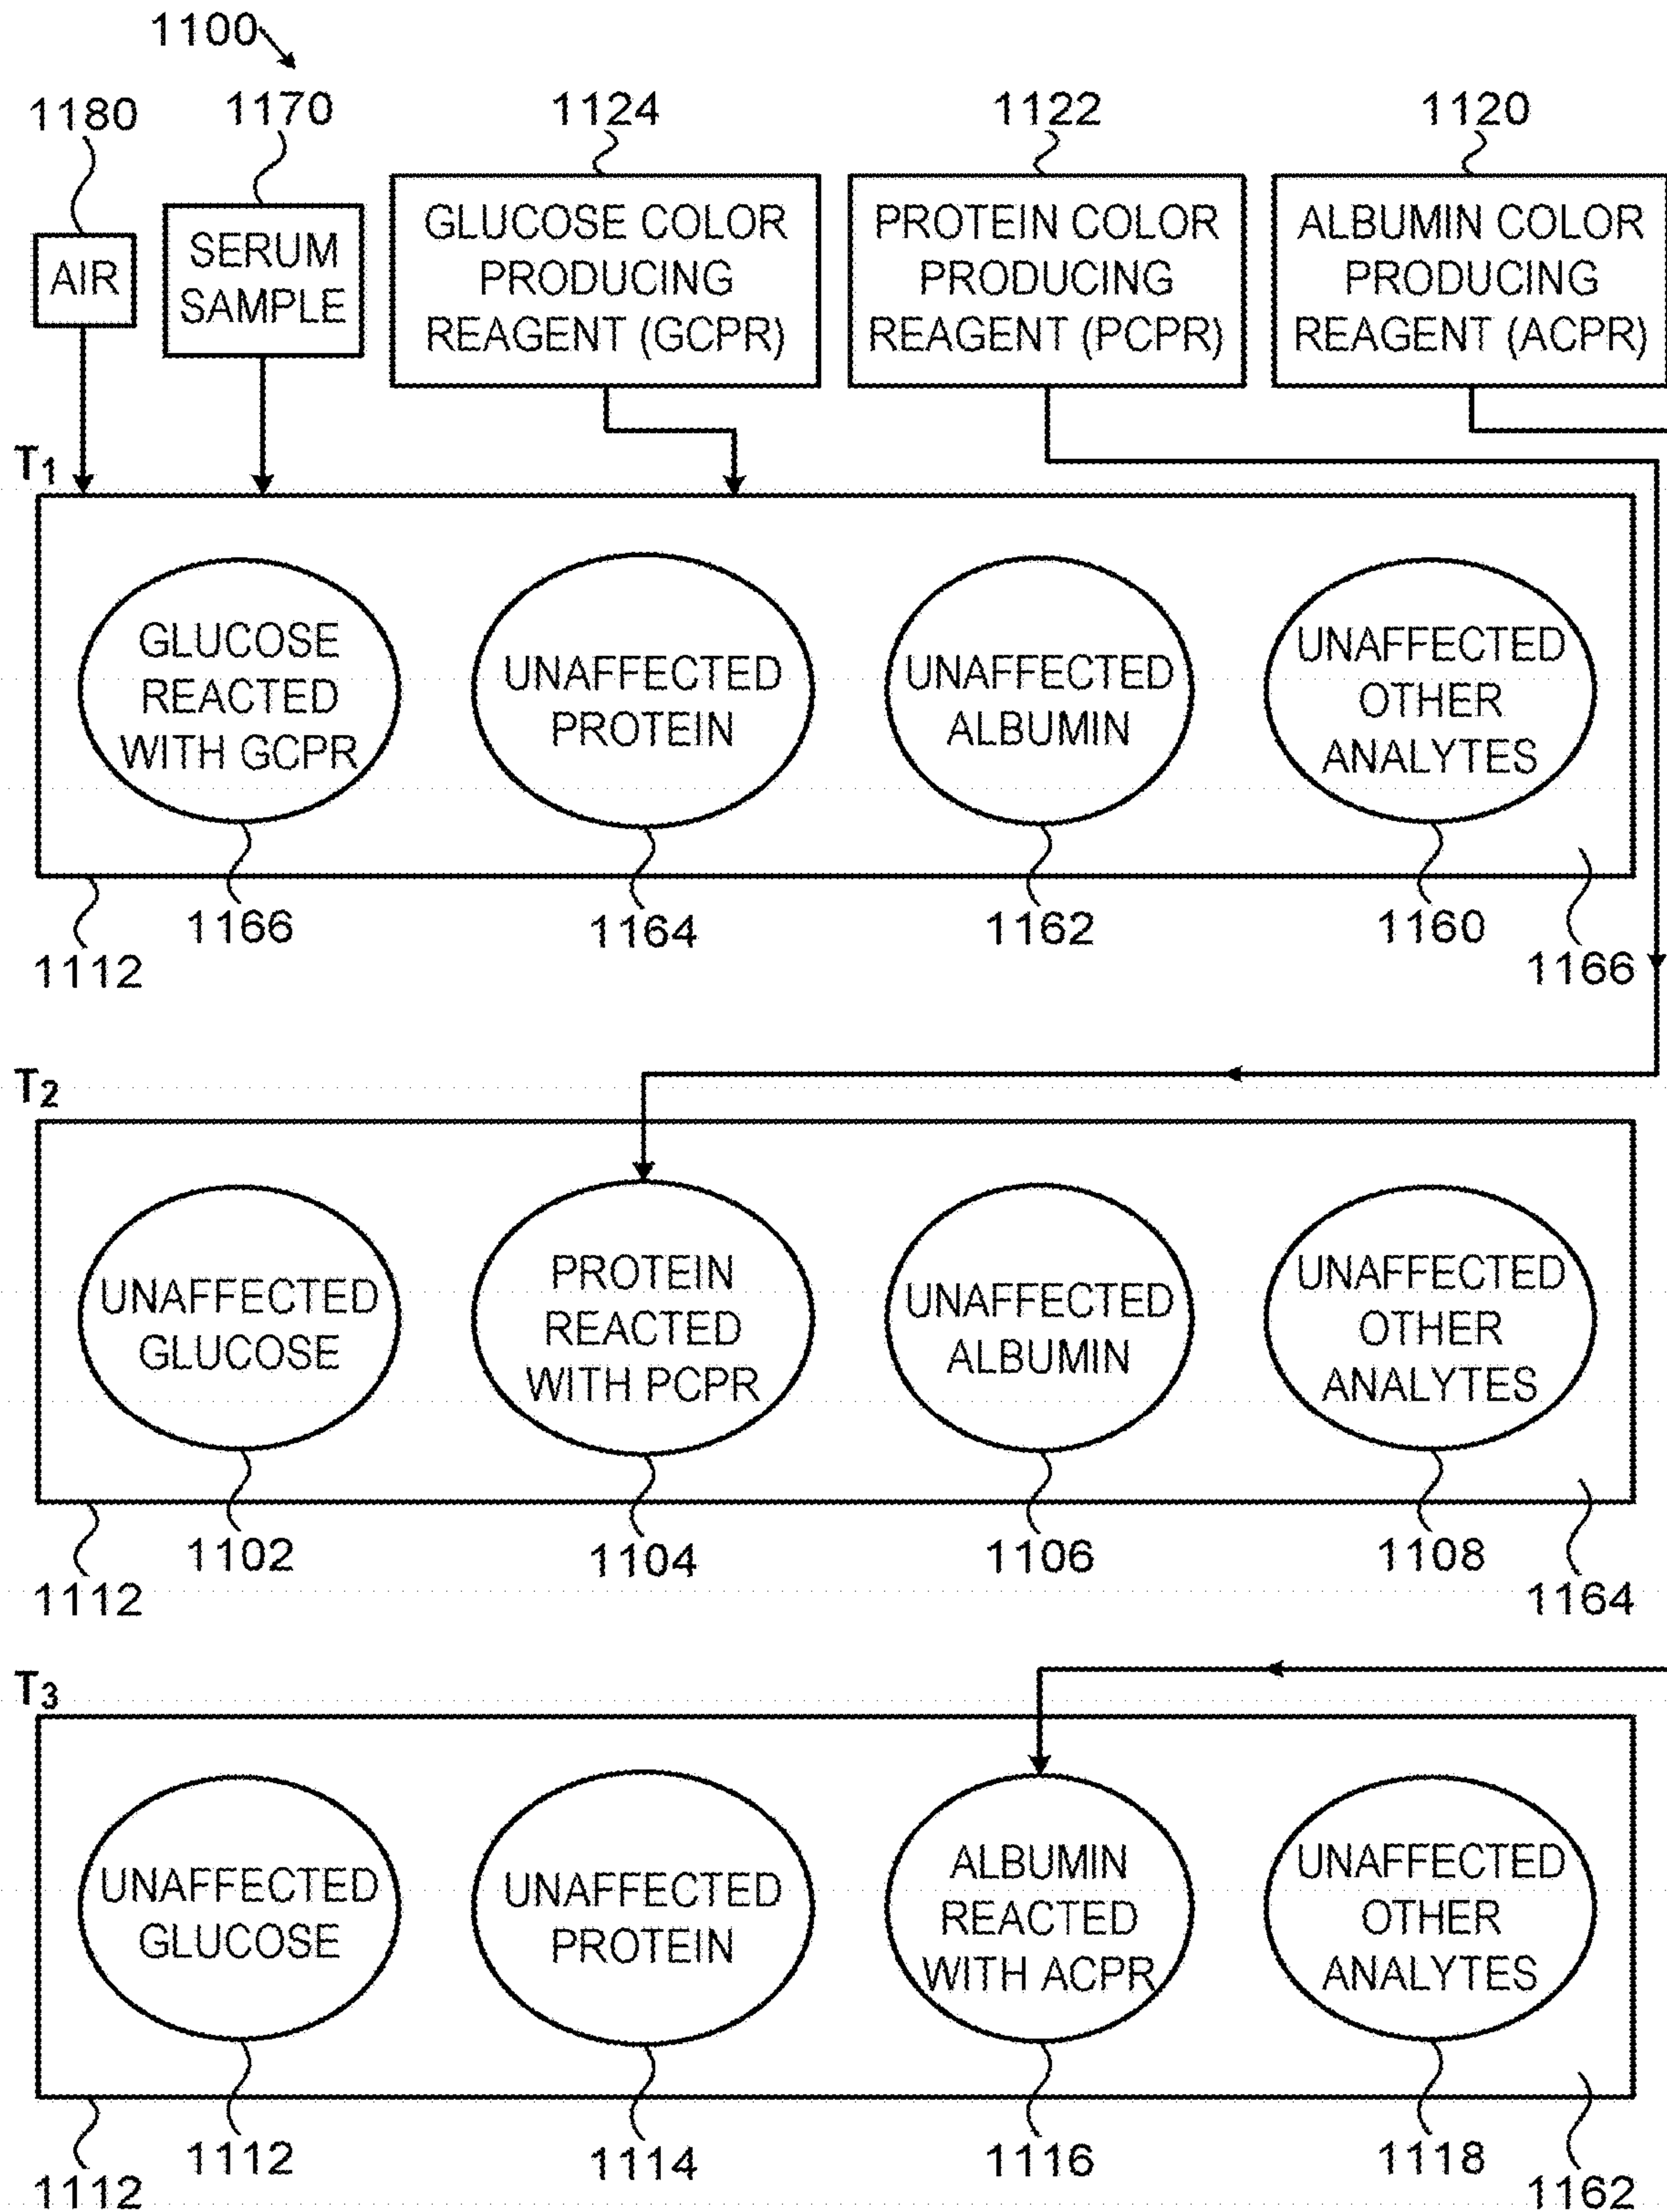 1100
1180
1170
1124
1122
1120
AIR
SERUM
SAMPLE
GLUCOSE COLOR
PRODUCING
REAGENT (GCPR)
PROTEIN COLOR
PRODUCING
REAGENT (PCPR)
ALBUMIN COLOR
PRODUCING
REAGENT (ACPR)
T1
GLUCOSE
REACTED
WITH GCPR
UNAFFECTED
PROTEIN
UNAFFECTED
ALBUMIN
UNAFFECTED
OTHER
ANALYTES
1112
1166
1164
1162
1160
1166
T2
UNAFFECTED
GLUCOSE
PROTEIN
REACTED
WITH PCPR
UNAFFECTED
ALBUMIN
UNAFFECTED
OTHER
ANALYTES
1112
1102
1104
1106
1108
1164
T3
UNAFFECTED
GLUCOSE
UNAFFECTED
PROTEIN
ALBUMIN
REACTED
WITH ACPR
UNAFFECTED
OTHER
ANALYTES
1112
1112
1114
1116
1118
1162